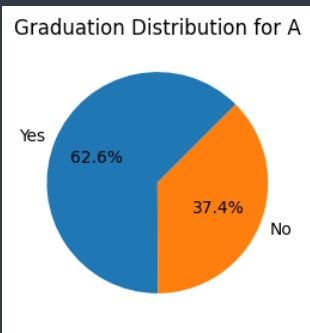 Graduation Distribution for A
Yes
62.6%
37.4%
No